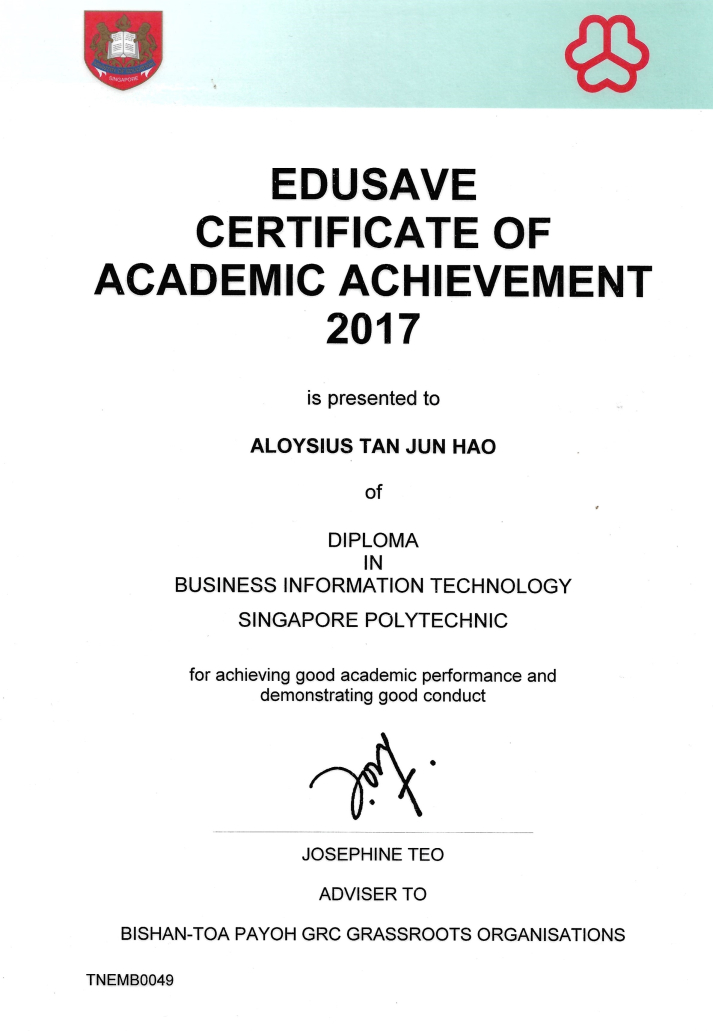 SINGAPORE
EDUSAVE
CERTIFICATE OF
ACADEMIC ACHIEVEMENT
2017
is presented to
ALOYSIUS TAN JUN HAO
of
DIPLOMA
IN
BUSINESS INFORMATION TECHNOLOGY
SINGAPORE POLYTECHNIC
for achieving good academic performance and
demonstrating good conduct
JOSEPHINE TEO
ADVISER TO
BISHAN-TOA PAYOH GRC GRASSROOTS ORGANISATIONS
TNEMB0049